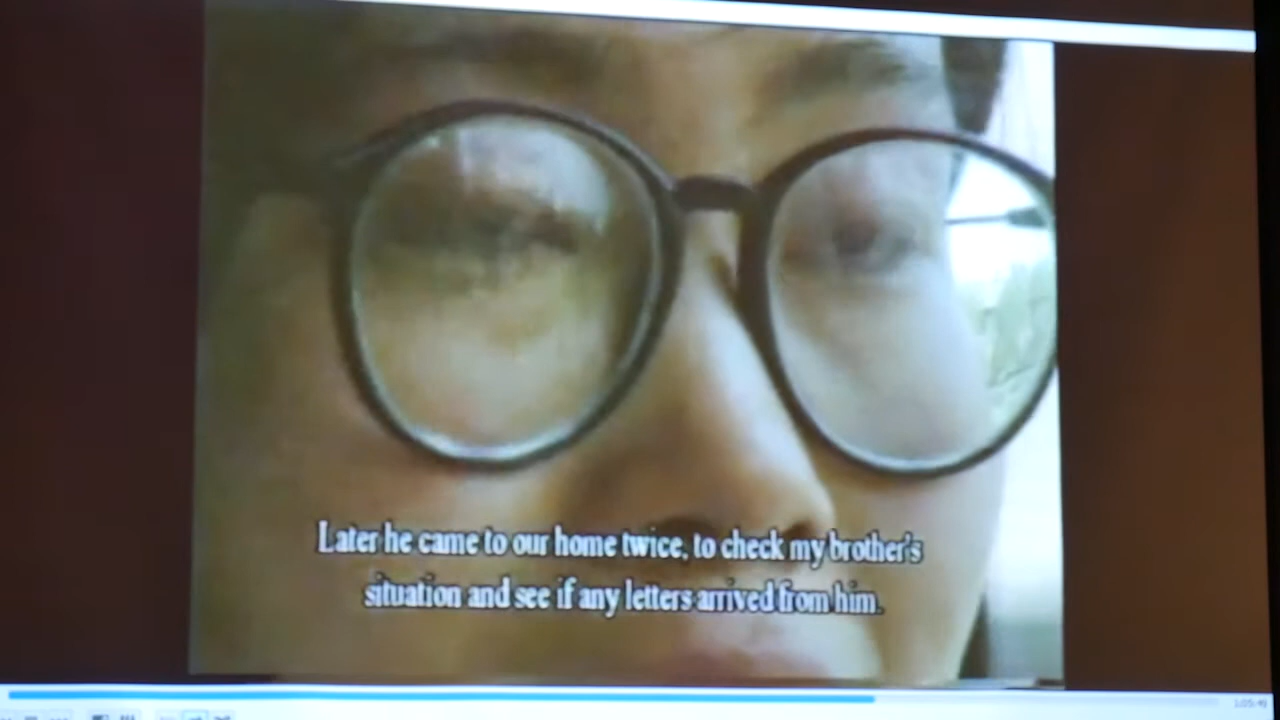 Later he came to our home twice, to check my brother's
situation and see if any letters arrived from him.